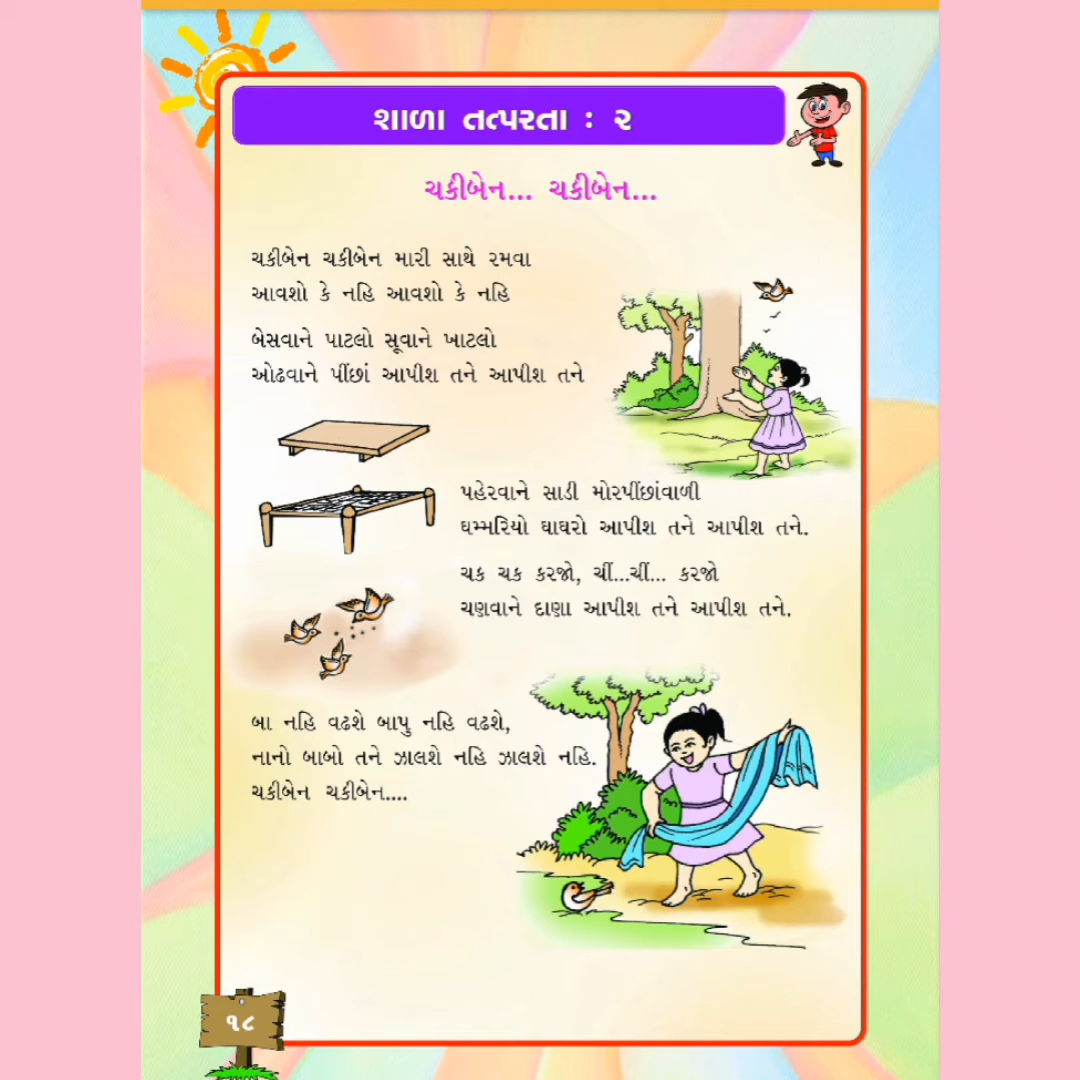 શાળા તત્પરતા : ૨
ચકીબેન... ચકીબેન...
ચકીબેન ચકીબેન મારી સાથે રમવા
આવશો કે નહિ આવશો કે નહિ
બેસવાને પાટલો સૂવાને ખાટલો
ઓઢવાને પીંછાં આપીશ તને આપીશ તને
પહેરવાને સાડી મોરપીંછાંવાળી
ઘમ્મરિયો ઘાઘરો આપીશ તને આપીશ તને.
ચક ચક કરજો, ચીં...ચીં... કરજો
ચણવાને દાણા આપીશ તને આપીશ તને.
બા નહિ વઢશે બાપુ નહિ વઢશે,
નાનો બાબો તને ઝાલશે નહિ ઝાલશે નહિ.
ચકીબેન ચકીબેન....
૧૮